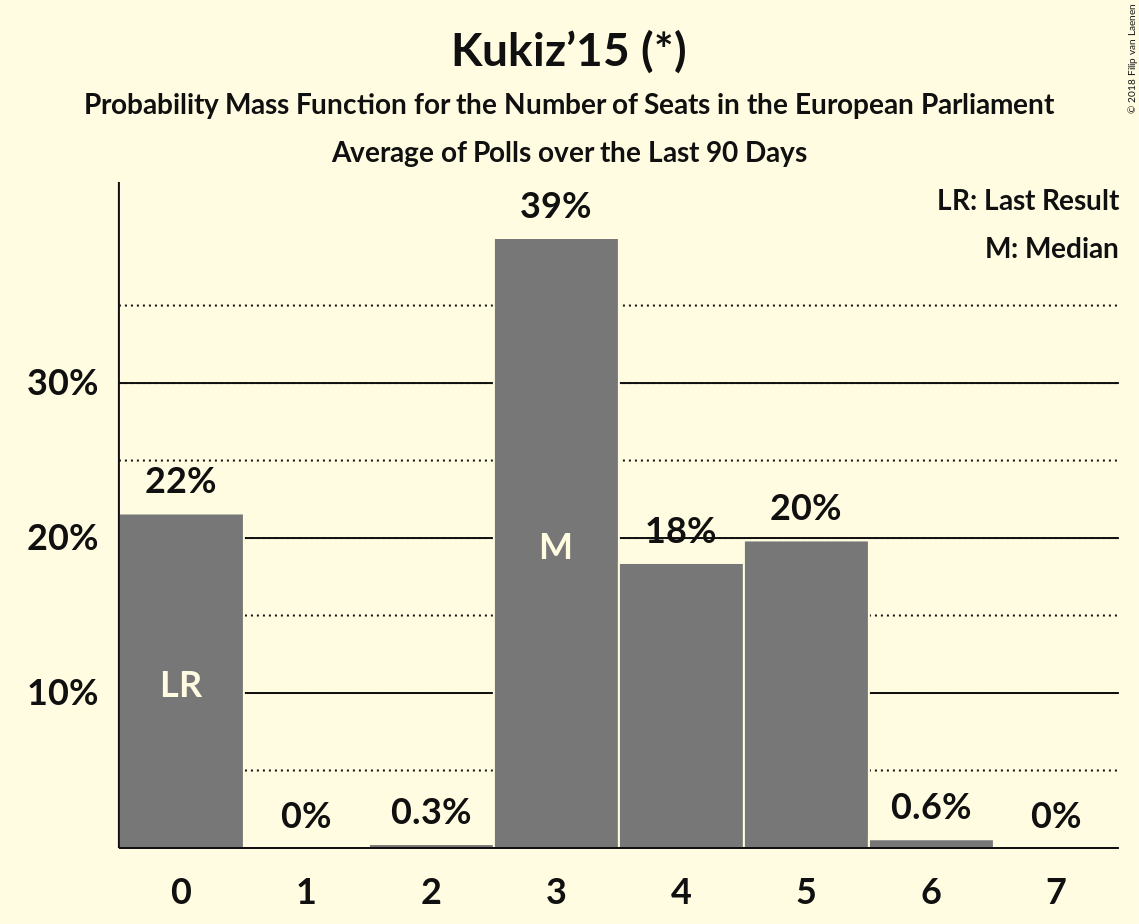 Kukiz’15 (*)
Probability Mass Function for the Number of Seats in the European Parliament
Average of Polls over the Last 90 Days
© 2018 Filip van Laenen
LR: Last Result
M: Median
39%
30%
22%
20%
20%
18%
M
LR
10%
0%
0.3%
0.6%
0%
0 1 2 3 4 5 6 7